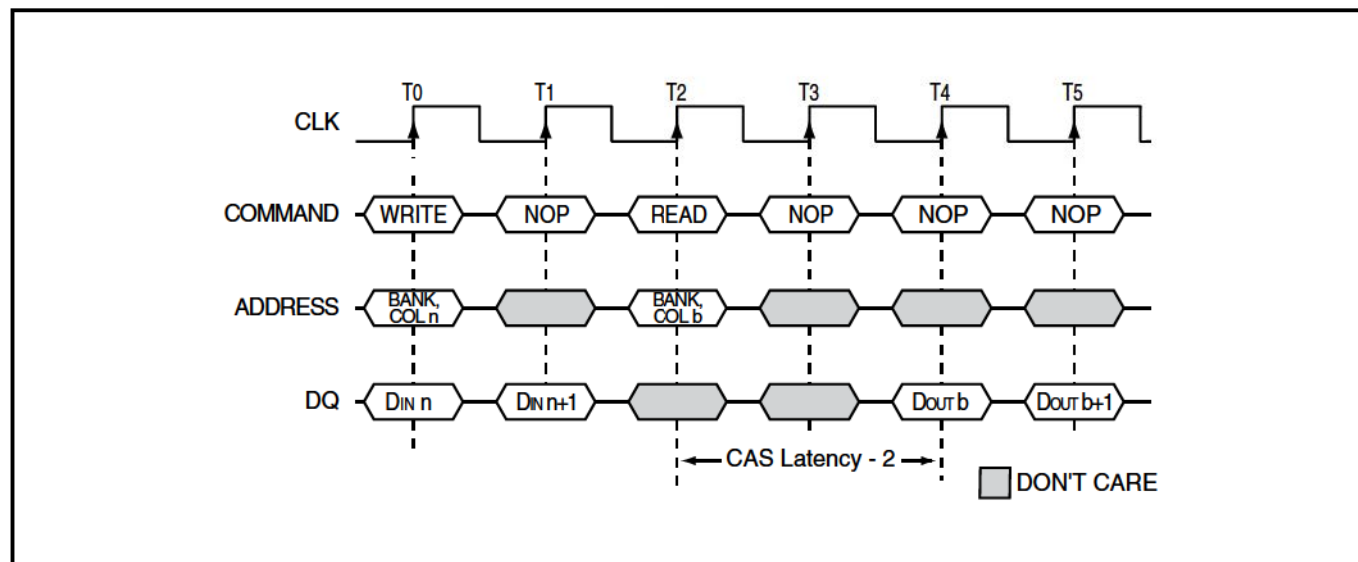 T0 T1 T2 T3 T4 T5
CLK
COMMAND WRITE NOP READ NOP NOP NOP
ADDRESS BANK, COL n BANK, COL b
DQ DIN n DIN n+1 DOUT b DOUT b+1
CAS Latency - 2
DON'T CARE